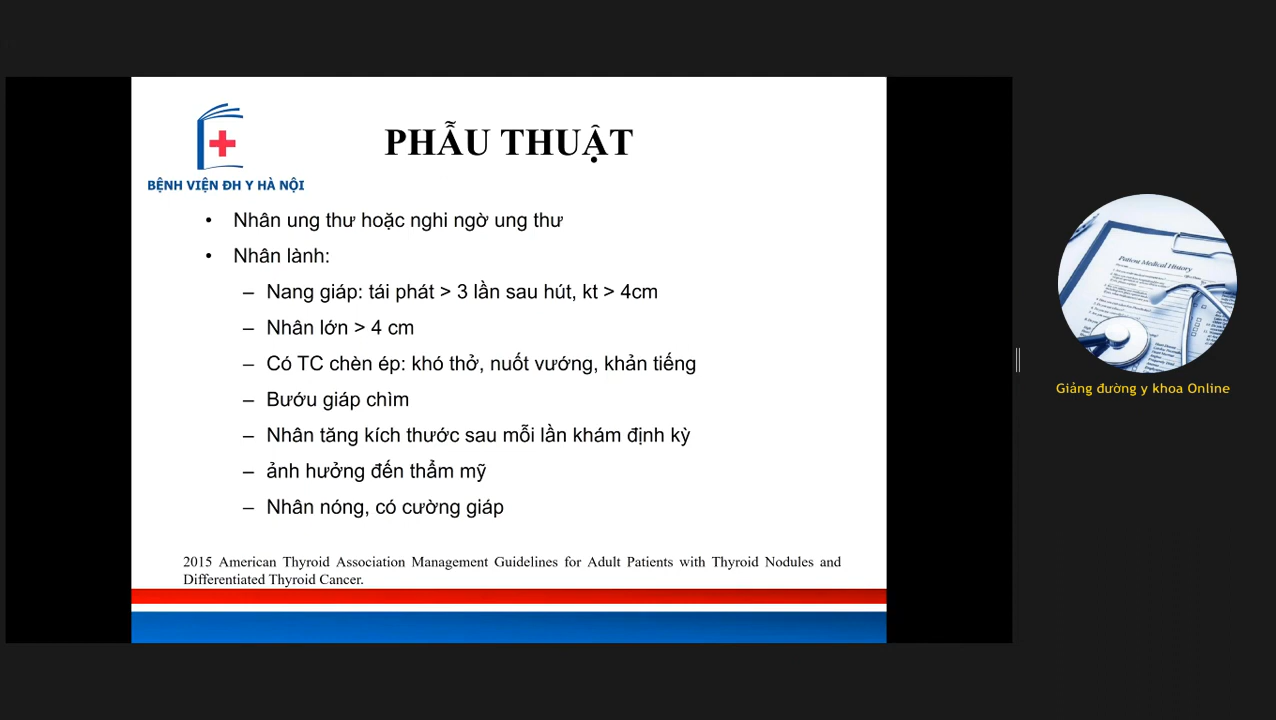 PHẪU THUẬT
BỆNH VIỆN ĐH Y HÀ NỘI
• Nhân ung thư hoặc nghi ngờ ung thư
• Nhân lành:
– Nang giáp: tái phát > 3 lần sau hút, kt > 4cm
– Nhân lớn > 4 cm
– Có TC chèn ép: khó thở, nuốt vướng, khản tiếng
– Bướu giáp chìm
– Nhân tăng kích thước sau mỗi lần khám định kỳ
– ảnh hưởng đến thẩm mỹ
– Nhân nóng, có cường giáp
2015 American Thyroid Association Management Guidelines for Adult Patients with Thyroid Nodules and
Differentiated Thyroid Cancer.
Patient Medical History
Giảng đường y khoa Online